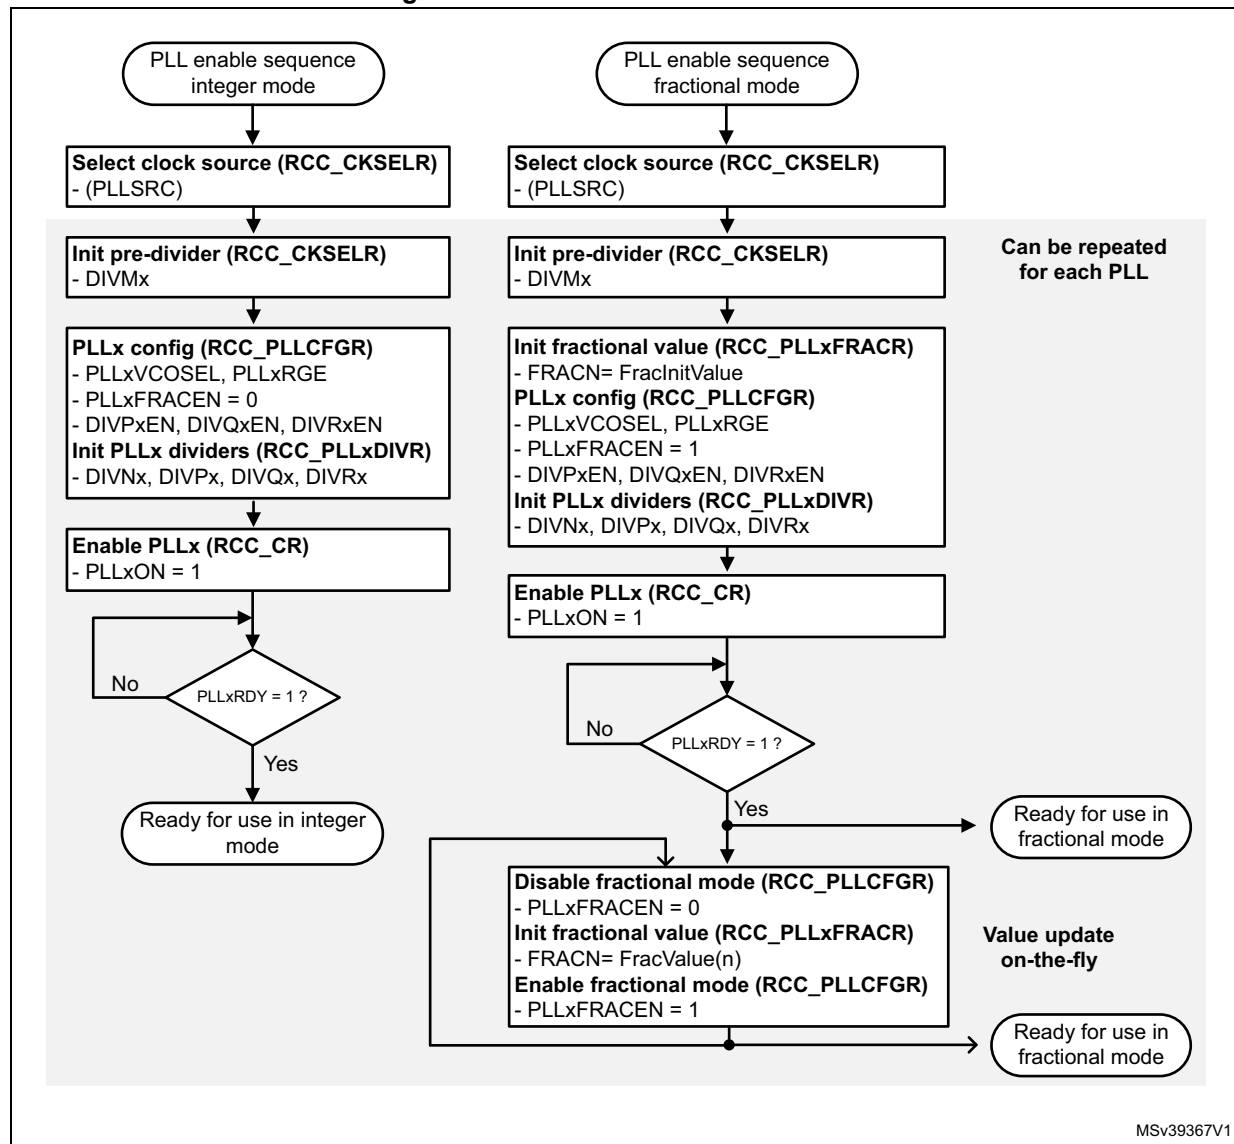 PLL enable sequence
integer mode
Select clock source (RCC_CKSELR)
- (PLLSRC)
Init pre-divider (RCC_CKSELR)
- DIVMx
PLLx config (RCC_PLLCFGR)
- PLLxVCOSEL, PLLxRGE
- PLLxFRACEN = 0
- DIVPxEN, DIVQxEN, DIVRxEN
Init PLLx dividers (RCC_PLLxDIVR)
- DIVNx, DIVPx, DIVQx, DIVRx
Enable PLLx (RCC_CR)
- PLLxON = 1
No
PLLxRDY = 1 ?
Yes
Ready for use in integer
mode
PLL enable sequence
fractional mode
Select clock source (RCC_CKSELR)
- (PLLSRC)
Init pre-divider (RCC_CKSELR)
- DIVMx
Can be repeated
for each PLL
Init fractional value (RCC_PLLxFRACR)
- FRACN= FracInitValue
PLLx config (RCC_PLLCFGR)
- PLLxVCOSEL, PLLxRGE
- PLLxFRACEN = 1
- DIVPxEN, DIVQxEN, DIVRxEN
Init PLLx dividers (RCC_PLLxDIVR)
- DIVNx, DIVPx, DIVQx, DIVRx
Enable PLLx (RCC_CR)
- PLLxON = 1
No
PLLxRDY = 1 ?
Yes
Ready for use in
fractional mode
Disable fractional mode (RCC_PLLCFGR)
- PLLxFRACEN = 0
Init fractional value (RCC_PLLxFRACR)
- FRACN= FracValue(n)
Enable fractional mode (RCC_PLLCFGR)
- PLLxFRACEN = 1
Value update
on-the-fly
Ready for use in
fractional mode
MSv39367V1